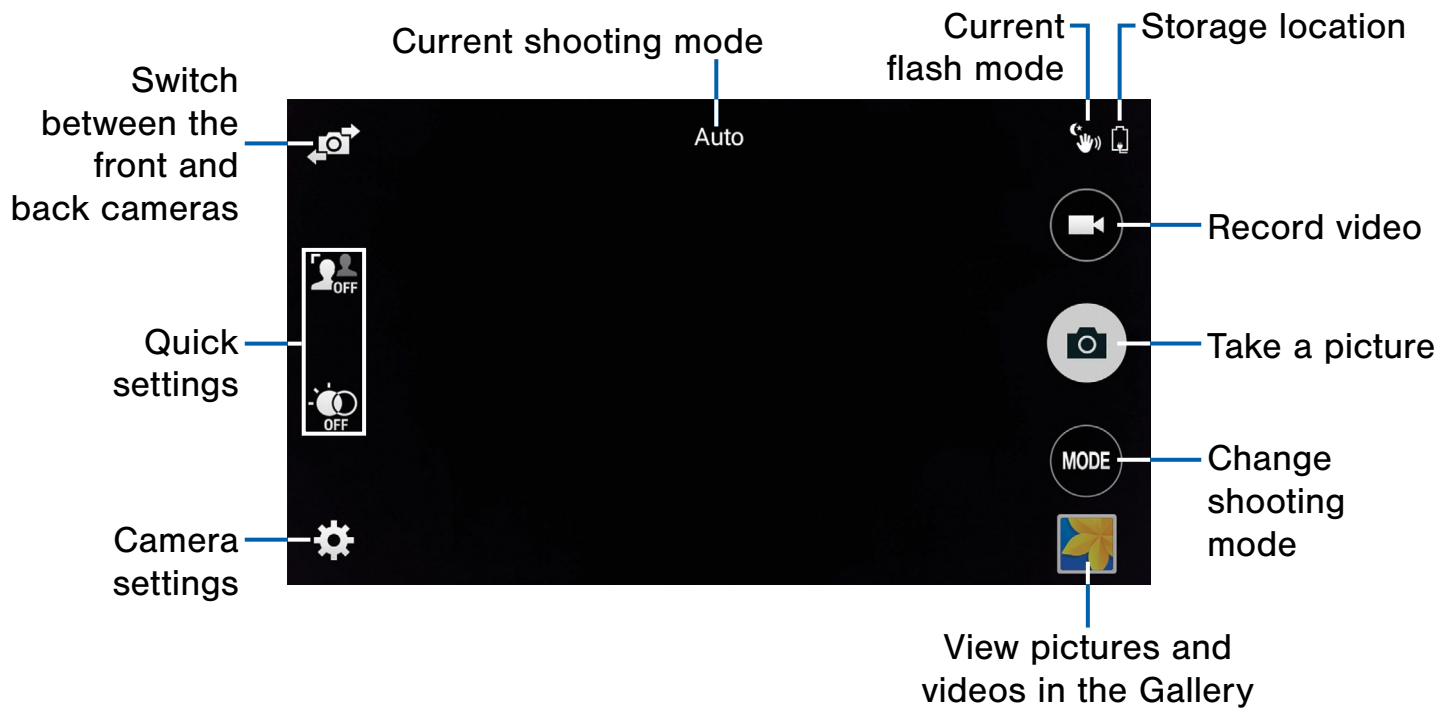 Current shooting mode
Current
flash mode
Storage location
Switch
between the
front and
back cameras
Auto
Record video
OFF
Quick
settings
OFF
Take a picture
MODE
Change
shooting
mode
Camera
settings
View pictures and
videos in the Gallery